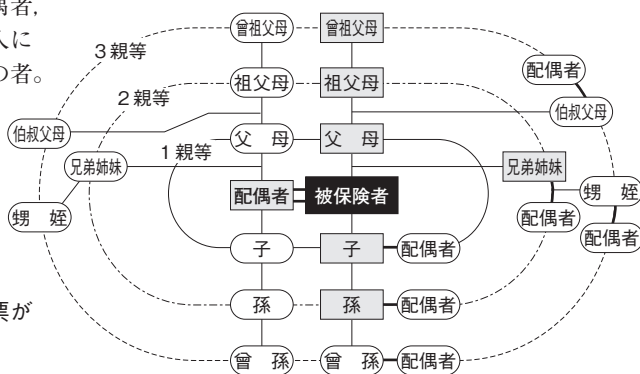 偶者,
人に
の者。
曾祖父母
曾祖父母
3親等
配偶者
祖父母
祖父母
2親等
伯叔父母
伯叔父母
父 母
父 母
1親等
兄弟姉妹
兄弟姉妹
配偶者
被保険者
甥 姪
甥 姪
配偶者
配偶者
子
子
配偶者
孫
孫
配偶者
票が
曾 孫
曾 孫
配偶者